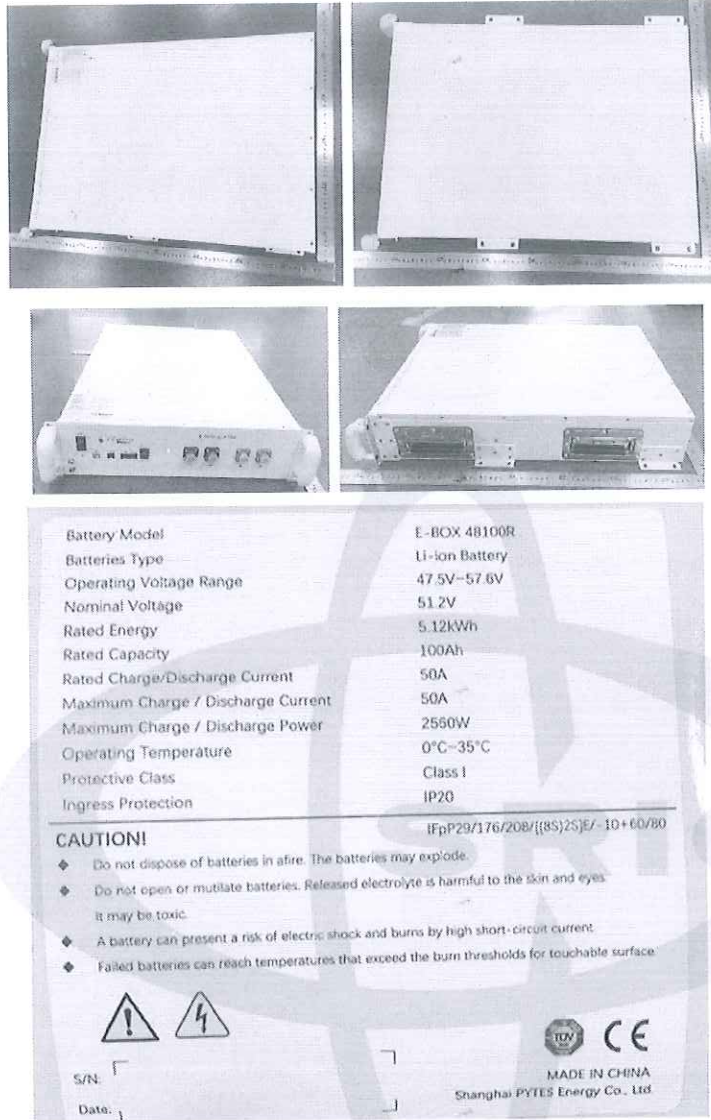 Battery Model E-BOX 48100R
Batteries Type Li-ion Battery
Operating Voltage Range 47.5V~57.6V
Nominal Voltage 51.2V
Rated Energy 5.12kWh
Rated Capacity 100Ah
Rated Charge/Discharge Current 50A
Maximum Charge / Discharge Current 50A
Maximum Charge / Discharge Power 2560W
Operating Temperature 0°C~35°C
Protective Class Class I
Ingress Protection IP20
IFpP29/176/208/[(8S)2S]E/-10+60/80
CAUTION!
◆ Do not dispose of batteries in afire. The batteries may explode.
◆ Do not open or mutilate batteries. Released electrolyte is harmful to the skin and eyes.
It may be toxic.
◆ A battery can present a risk of electric shock and burns by high short-circuit current
◆ Failed batteries can reach temperatures that exceed the burn thresholds for touchable surface
TÜV CE
S/N:
MADE IN CHINA
Shanghai PYTES Energy Co., Ltd
Date:
SRI